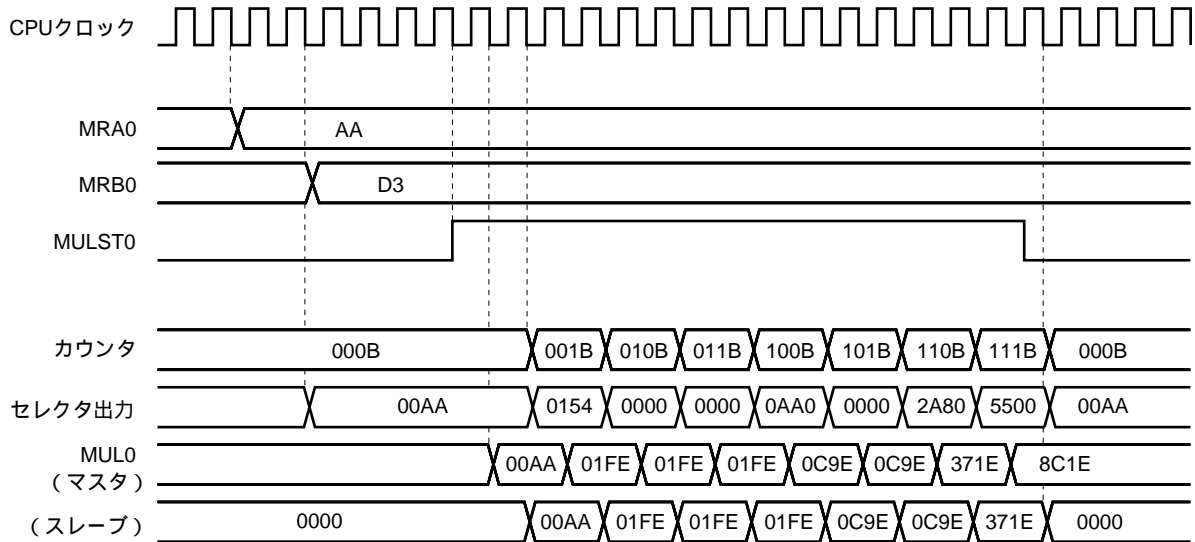 CPUクロック
MRA0 AA
MRB0 D3
MULST0
カウンタ 000B 001B 010B 011B 100B 101B 110B 111B 000B
セレクタ出力 00AA 0154 0000 0000 0AA0 0000 2A80 5500 00AA
MUL0 00AA 01FE 01FE 01FE 0C9E 0C9E 371E 8C1E
（マスタ）
（スレーブ） 0000 00AA 01FE 01FE 01FE 0C9E 0C9E 371E 0000